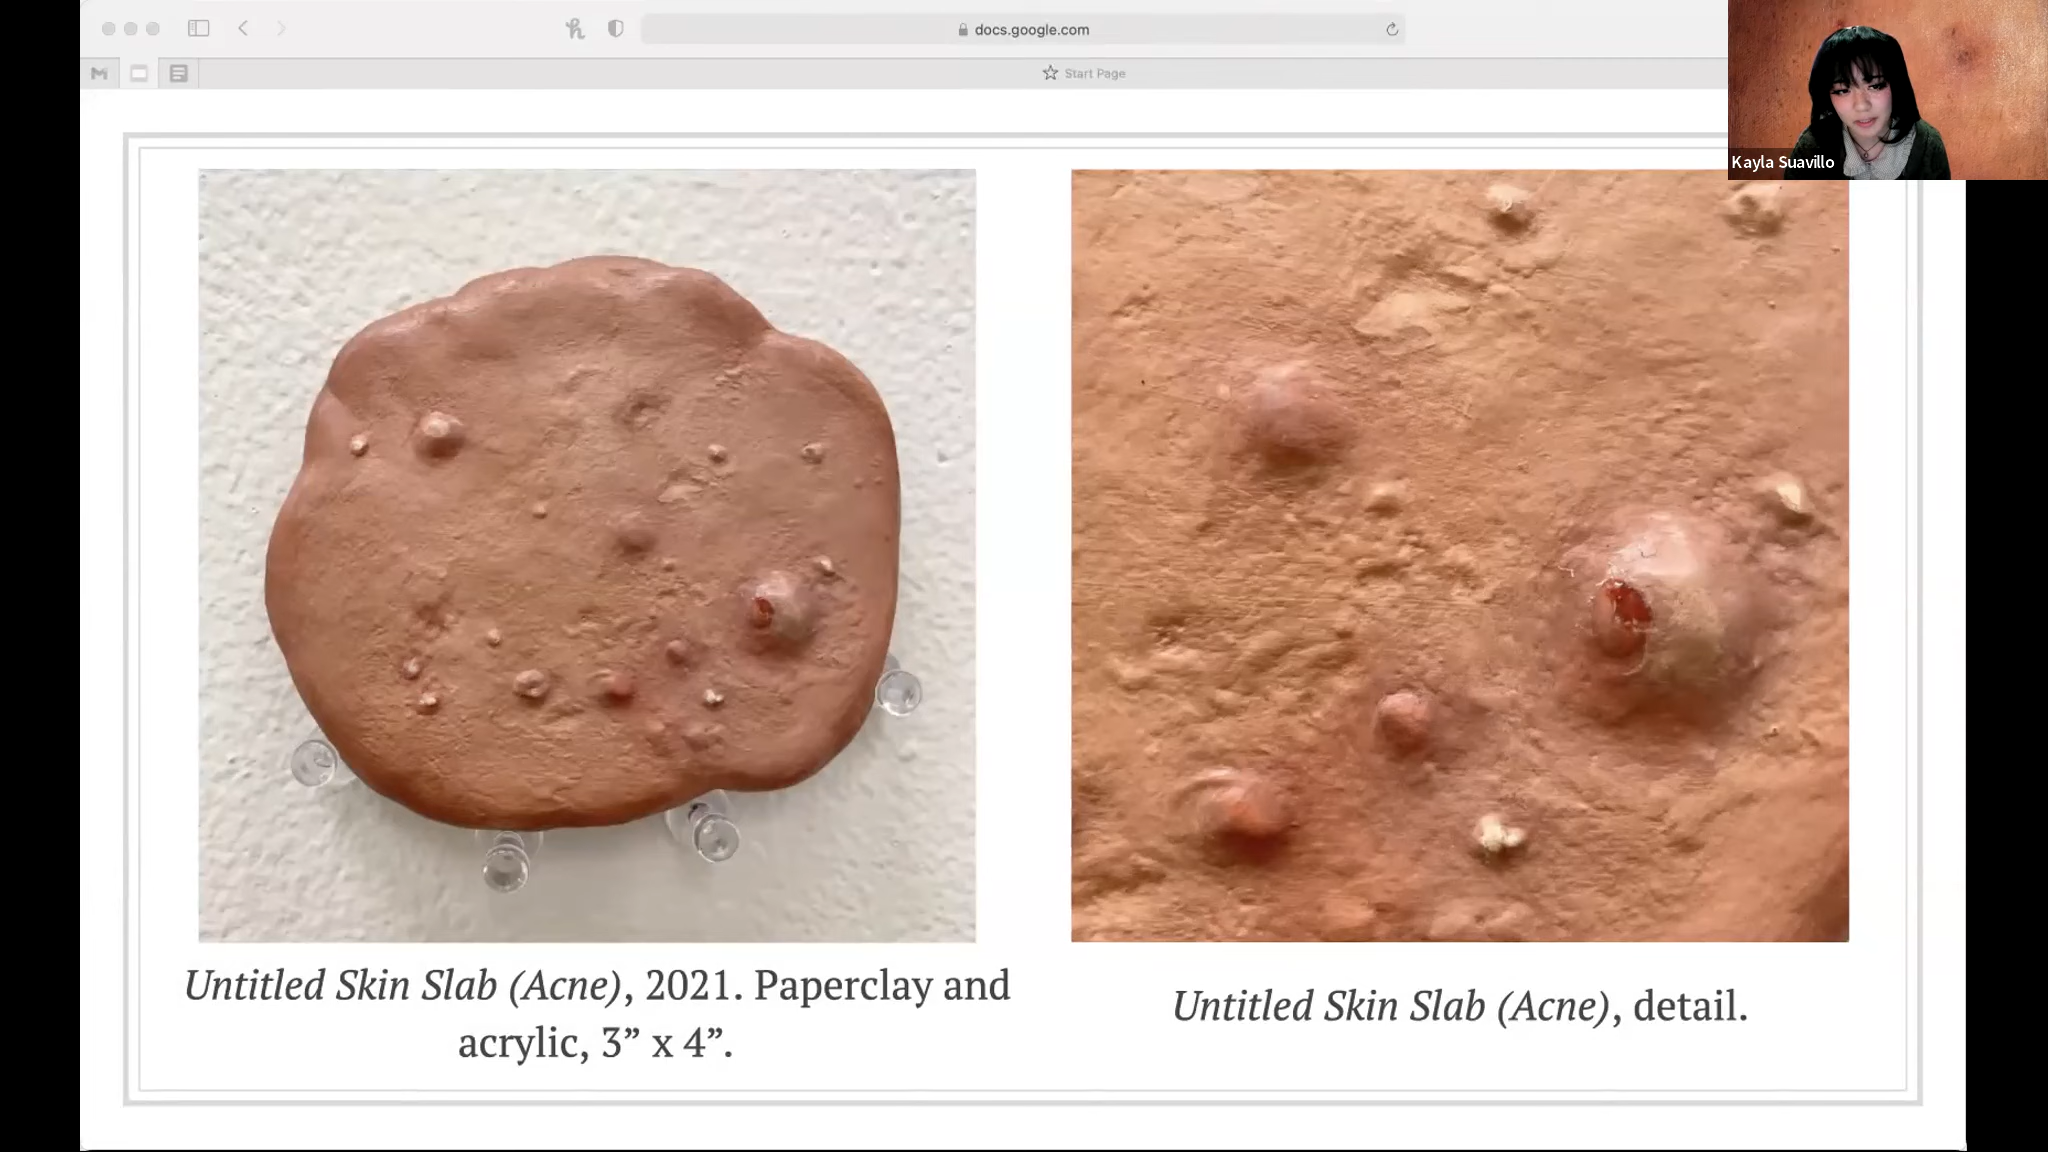 docs.google.com
Start Page
Kayla Suavillo
Untitled Skin Slab (Acne), 2021. Paperclay and
acrylic, 3” x 4”.
Untitled Skin Slab (Acne), detail.